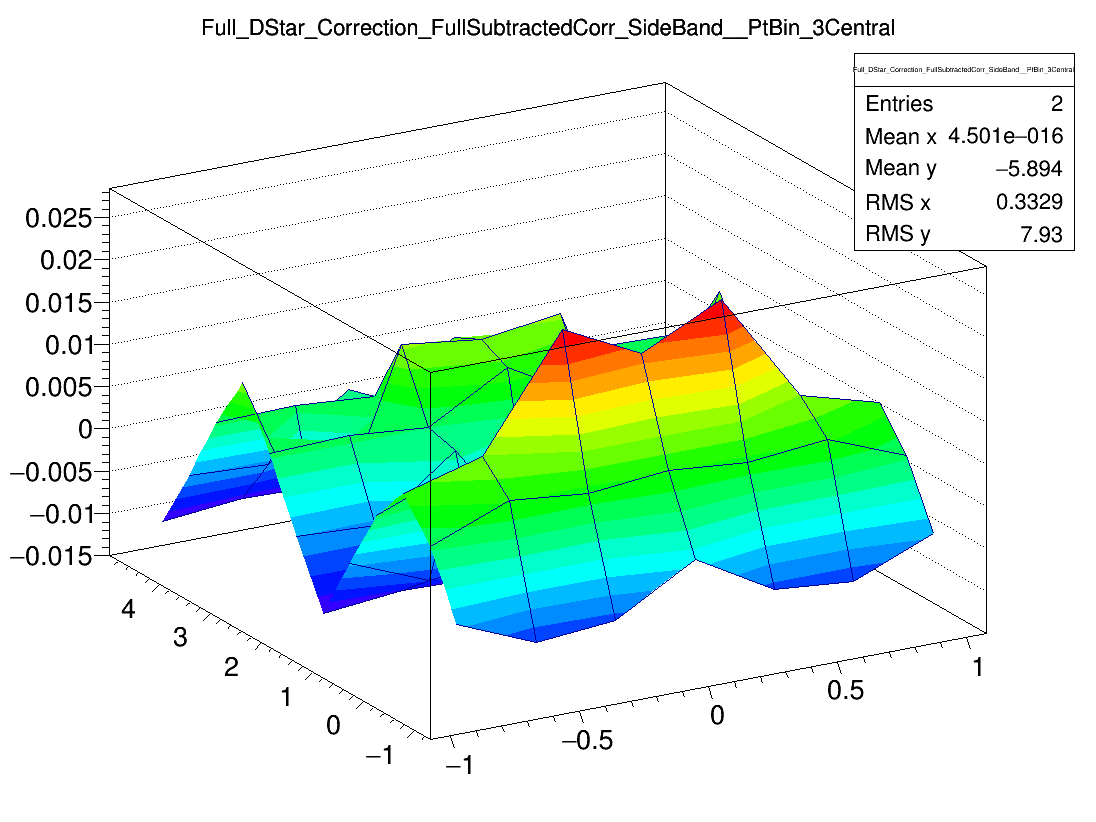 Full_DStar_Correction_FullSubtractedCorr_SideBand__PtBin_3Central
Full_DStar_Correction_FullSubtractedCorr_SideBand__PtBin_3Central
Entries 2
Mean x 4.501e−016
Mean y −5.894
RMS x 0.3329
RMS y 7.93
0.025
0.02
0.015
0.01
0.005
0
−0.005
−0.01
−0.015
4
3
2
1
0
−1
−1
−0.5
0
0.5
1